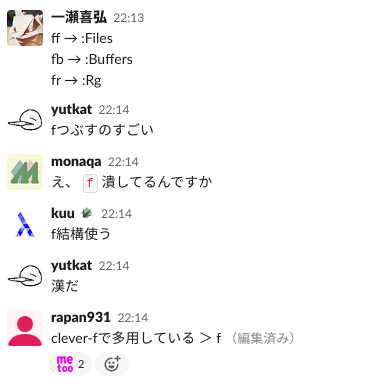 一瀬喜弘 22:13
ff → :Files
fb → :Buffers
fr → :Rg
yutkat 22:14
fつぶすのすごい
monaqa 22:14
え、 f 潰してるんですか
kuu 22:14
f結構使う
yutkat 22:14
漢だ
rapan931 22:14
clever-fで多用している > f （編集済み）
me too 2